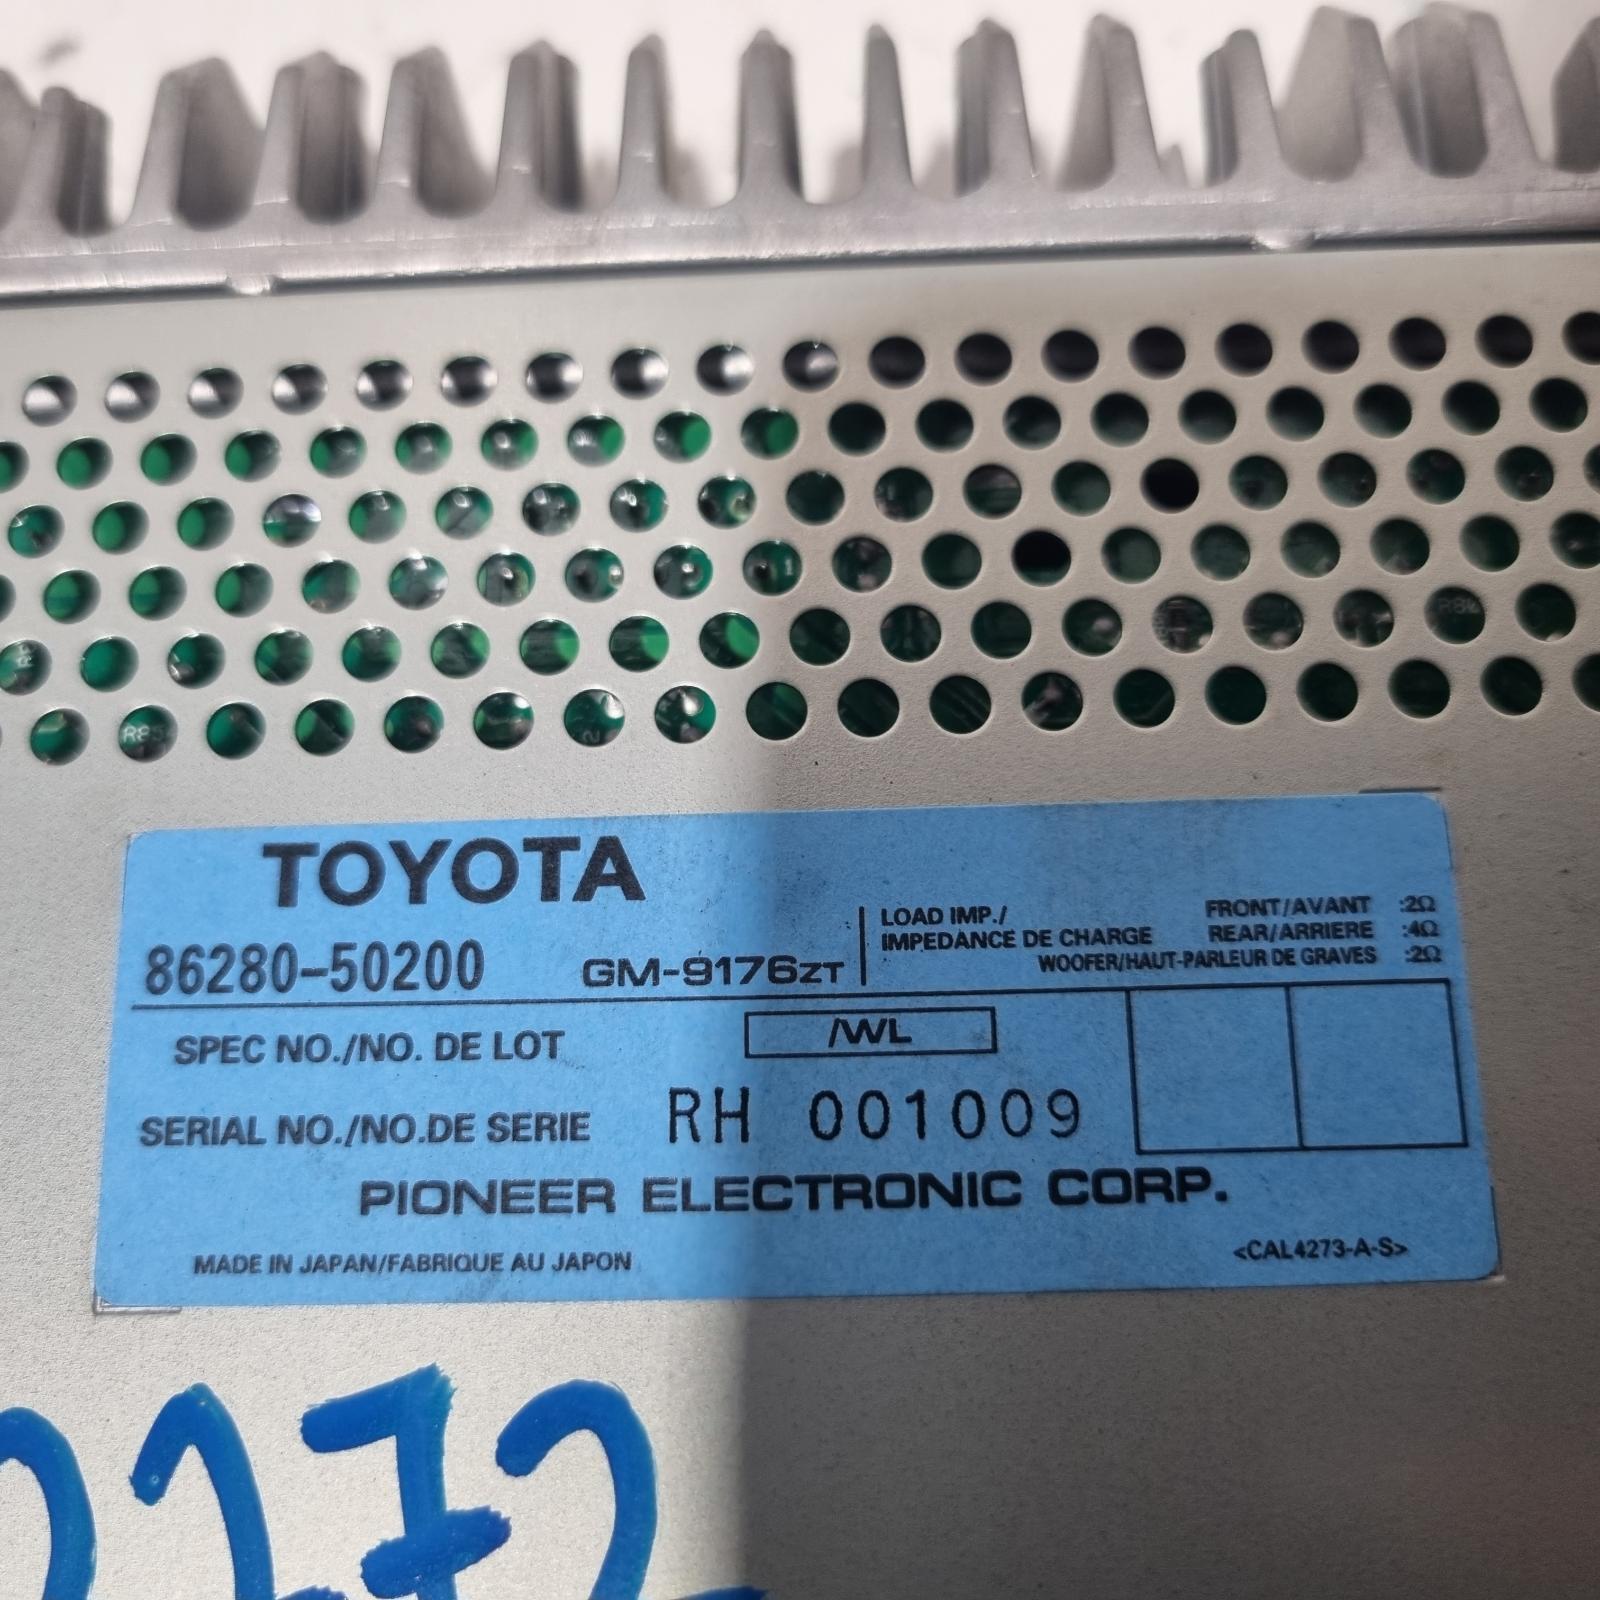 TOYOTA
86280-50200
GM-9176ZT
LOAD IMP./
IMPEDANCE DE CHARGE
FRONT/AVANT :2Ω
REAR/ARRIERE :4Ω
WOOFER/HAUT-PARLEUR DE GRAVES :2Ω
SPEC NO./NO. DE LOT
/WL
SERIAL NO./NO.DE SERIE
RH 001009
PIONEER ELECTRONIC CORP.
MADE IN JAPAN/FABRIQUE AU JAPON
<CAL4273-A-S>